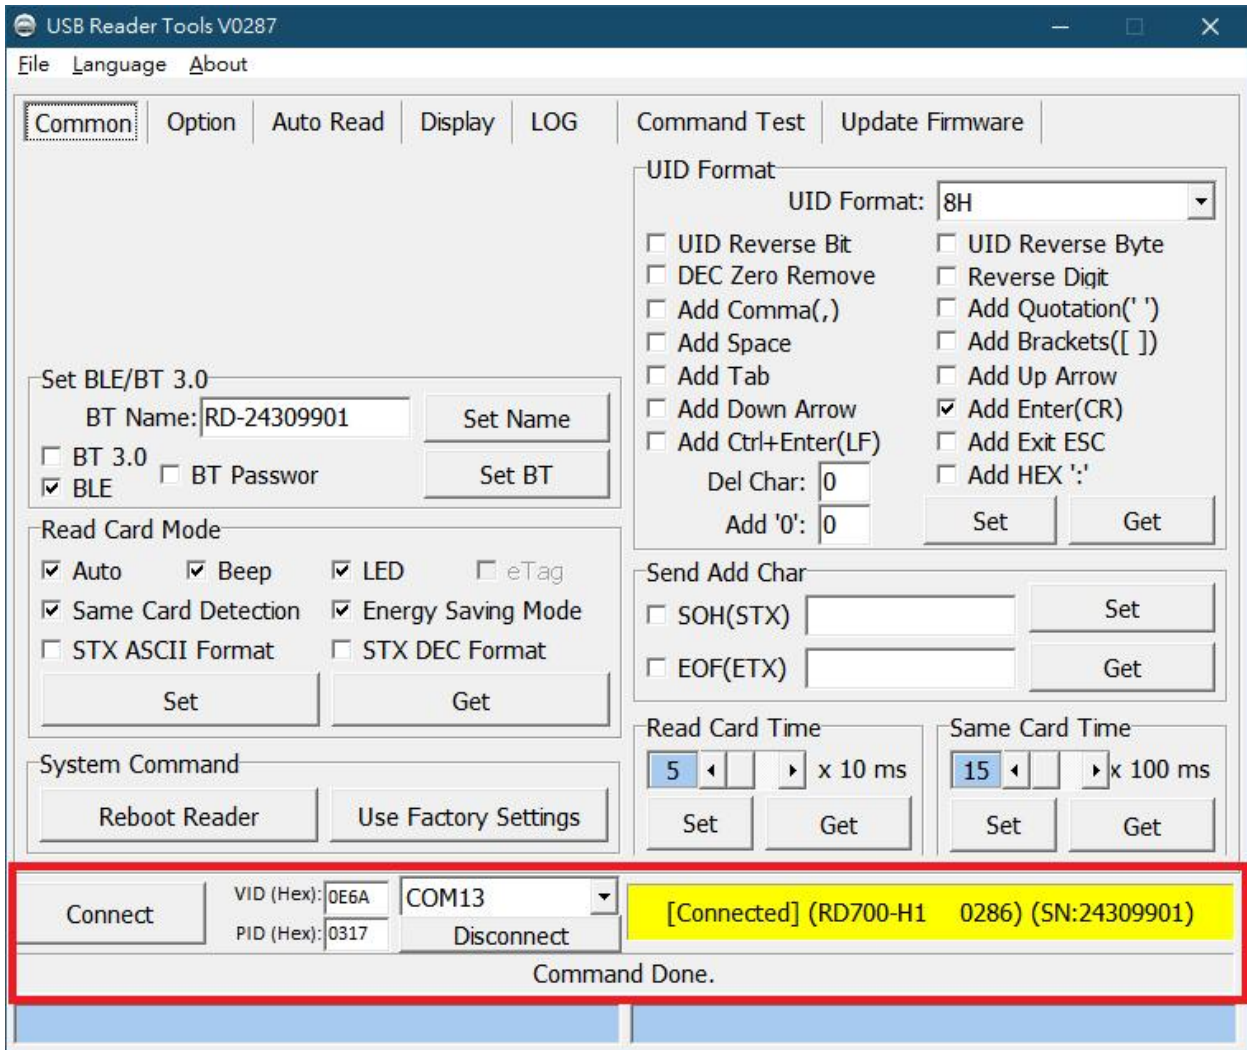 USB Reader Tools V0287
File Language About
Common Option Auto Read Display LOG Command Test Update Firmware
Set BLE/BT 3.0
BT Name: RD-24309901 Set Name
BT 3.0
BLE
BT Passwor
Set BT
Read Card Mode
Auto Beep LED eTag
Same Card Detection Energy Saving Mode
STX ASCII Format STX DEC Format
Set Get
System Command
Reboot Reader Use Factory Settings
UID Format
UID Format: 8H
UID Reverse Bit UID Reverse Byte
DEC Zero Remove Reverse Digit
Add Comma(,) Add Quotation(' ')
Add Space Add Brackets([ ])
Add Tab Add Up Arrow
Add Down Arrow Add Enter(CR)
Add Ctrl+Enter(LF) Add Exit ESC
Del Char: 0 Add HEX ':'
Add '0': 0 Set Get
Send Add Char
SOH(STX) Set
EOF(ETX) Get
Read Card Time
5 x 10 ms
Set Get
Same Card Time
15 x 100 ms
Set Get
Connect
VID (Hex): 0E6A
PID (Hex): 0317
COM13
Disconnect
[Connected] (RD700-H1 0286) (SN:24309901)
Command Done.